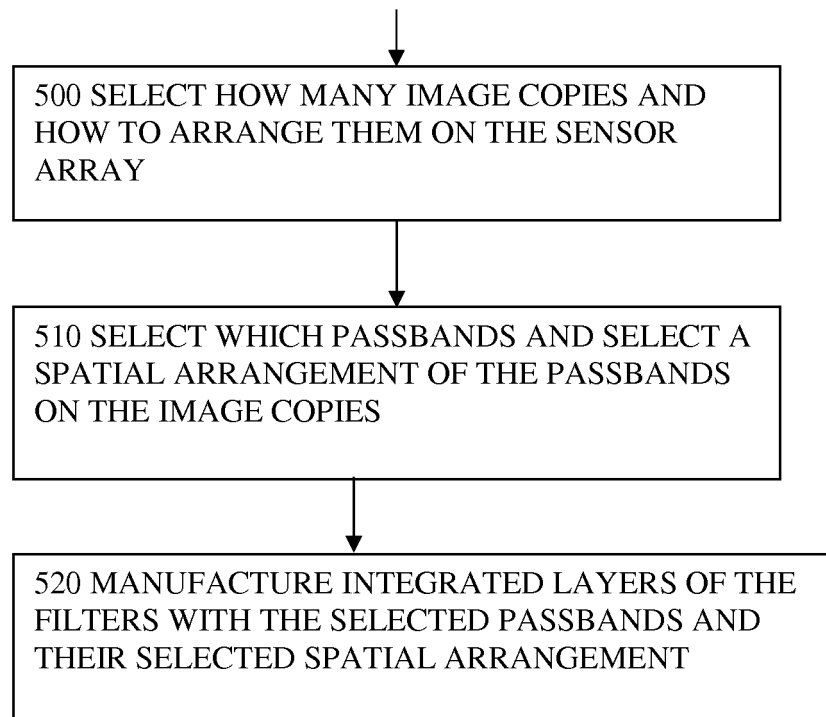 500 SELECT HOW MANY IMAGE COPIES AND
HOW TO ARRANGE THEM ON THE SENSOR
ARRAY
510 SELECT WHICH PASSBANDS AND SELECT A
SPATIAL ARRANGEMENT OF THE PASSBANDS
ON THE IMAGE COPIES
520 MANUFACTURE INTEGRATED LAYERS OF THE
FILTERS WITH THE SELECTED PASSBANDS AND
THEIR SELECTED SPATIAL ARRANGEMENT